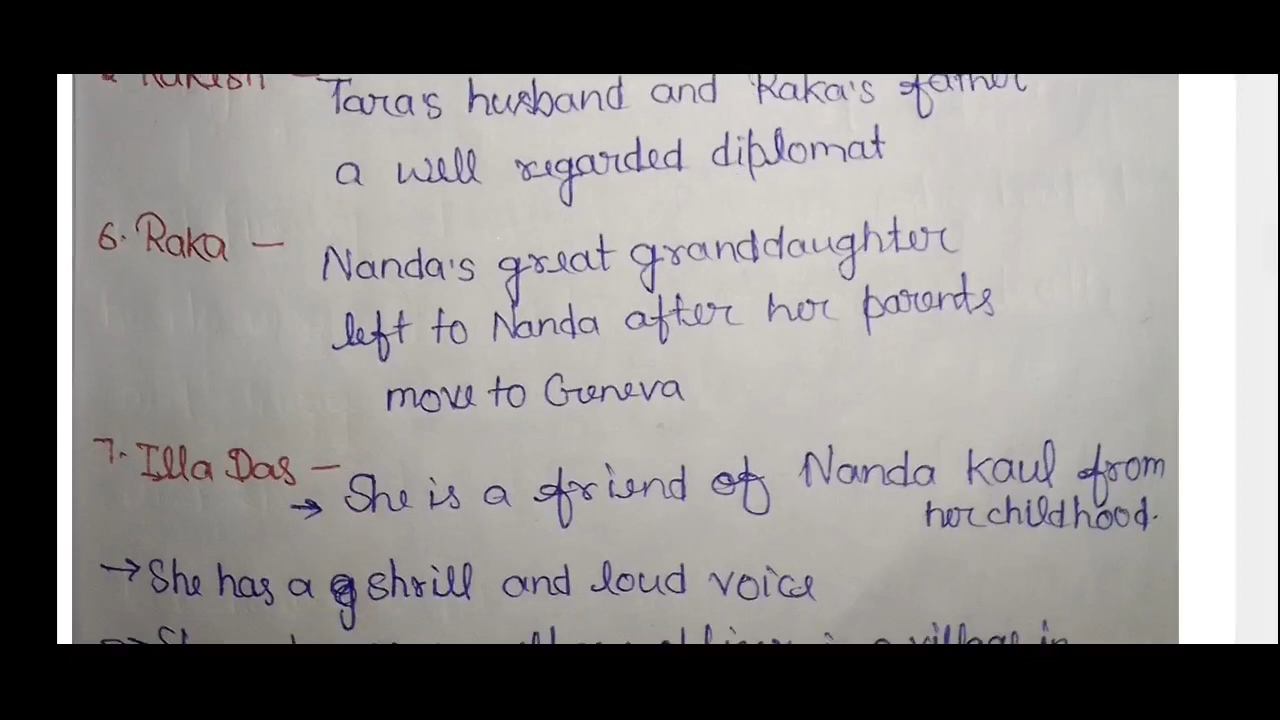 Rakesh - Tara's husband and Raka's father
a well regarded diplomat
6. Raka - Nanda's great granddaughter
left to Nanda after her parents
move to Geneva
7. Illa Das -
→ She is a friend of Nanda Kaul from
her childhood.
→ She has a shrill and loud voice